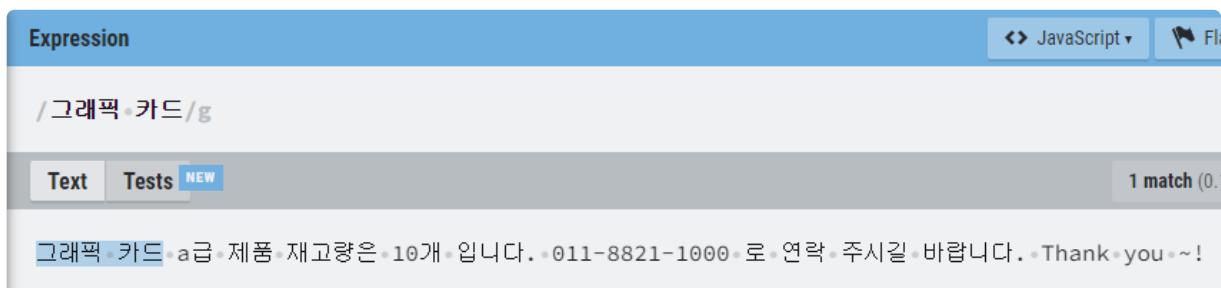 Expression <> JavaScript ▾
/그래픽 카드/g
Text Tests NEW 1 match
그래픽 카드 a급 제품 재고량은 10개 입니다. 011-8821-1000 로 연락 주시길 바랍니다. Thank you ~!